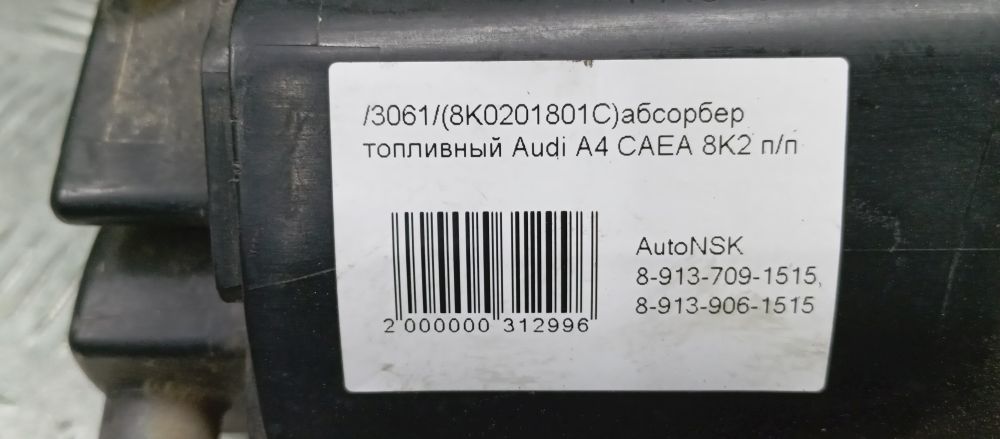 /3061/(8K0201801C)абсорбер
топливный Audi A4 CAEA 8K2 п/п
AutoNSK
8-913-709-1515,
8-913-906-1515
2 000000 312996